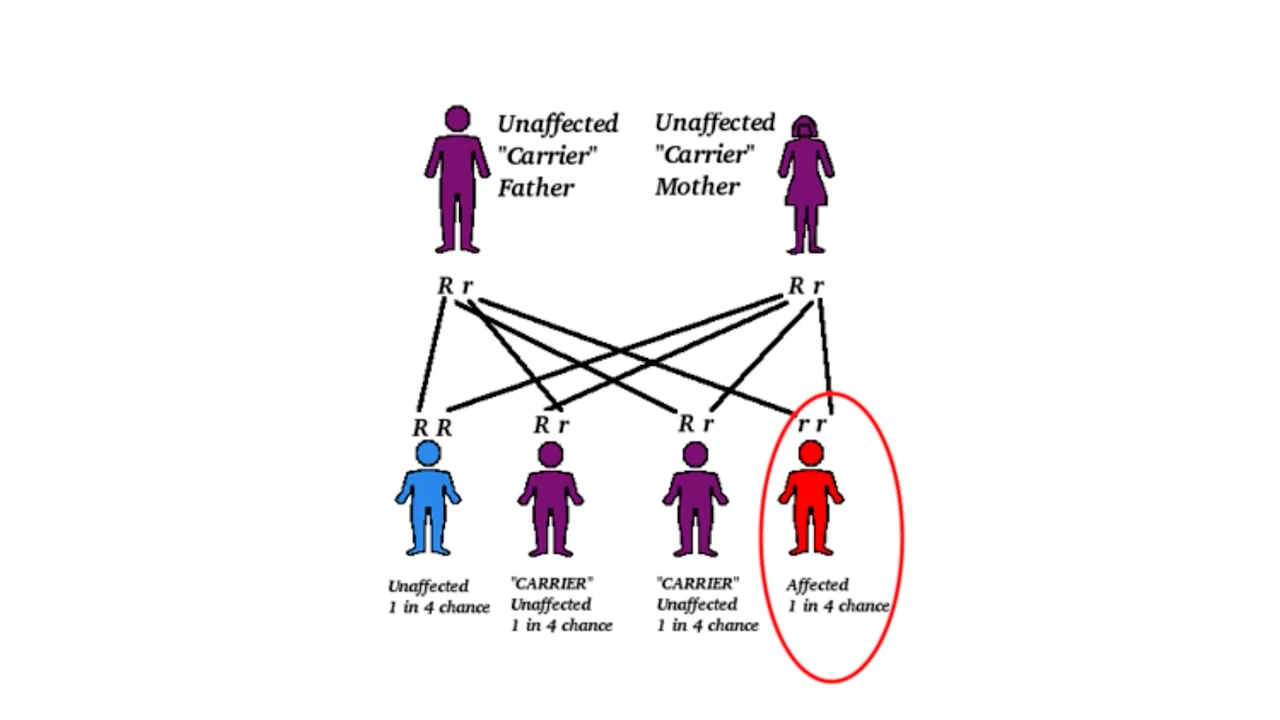 Unaffected
"Carrier"
Father
Unaffected
"Carrier"
Mother
R r
R r
R R
R r
R r
r r
Unaffected
1 in 4 chance
"CARRIER"
Unaffected
1 in 4 chance
"CARRIER"
Unaffected
1 in 4 chance
Affected
1 in 4 chance